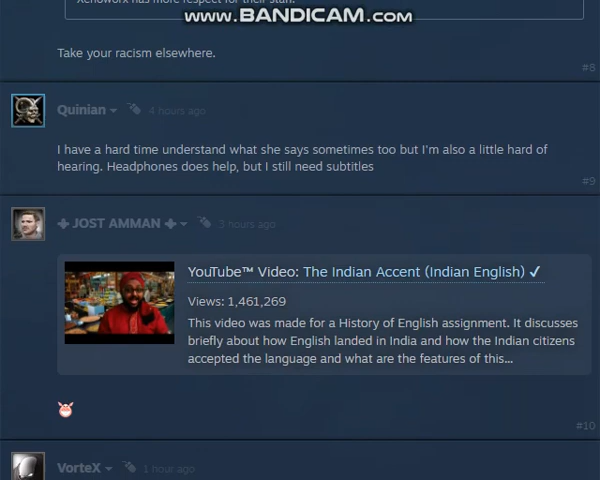 www.BANDICAM.com
Xenoworx has more respect for their staff.
Take your racism elsewhere.
#8
Quinian
4 hours ago
I have a hard time understand what she says sometimes too but I'm also a little hard of
hearing. Headphones does help, but I still need subtitles
#9
JOST AMMAN
3 hours ago
YouTube™ Video: The Indian Accent (Indian English) ✔
Views: 1,461,269
This video was made for a History of English assignment. It discusses
briefly about how English landed in India and how the Indian citizens
accepted the language and what are the features of this...
#10
VorteX
1 hour ago